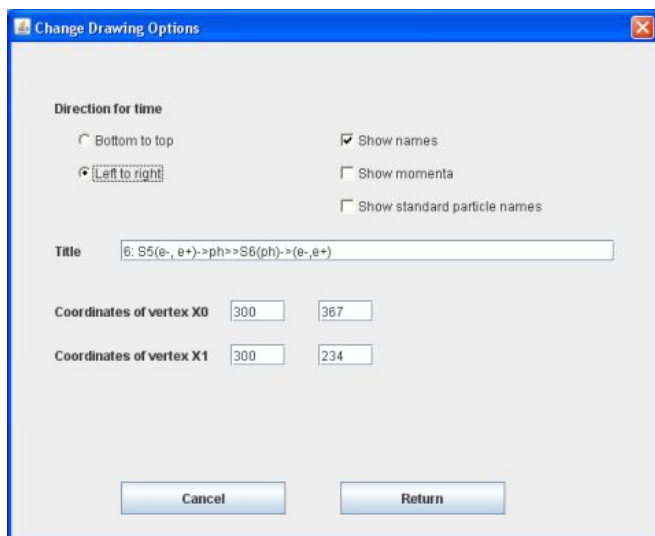 Change Drawing Options
Direction for time
Bottom to top
Show names
Left to right
Show momenta
Show standard particle names
Title 6: S5(e-, e+)->ph>>S6(ph)->(e-,e+)
Coordinates of vertex X0 300 367
Coordinates of vertex X1 300 234
Cancel Return